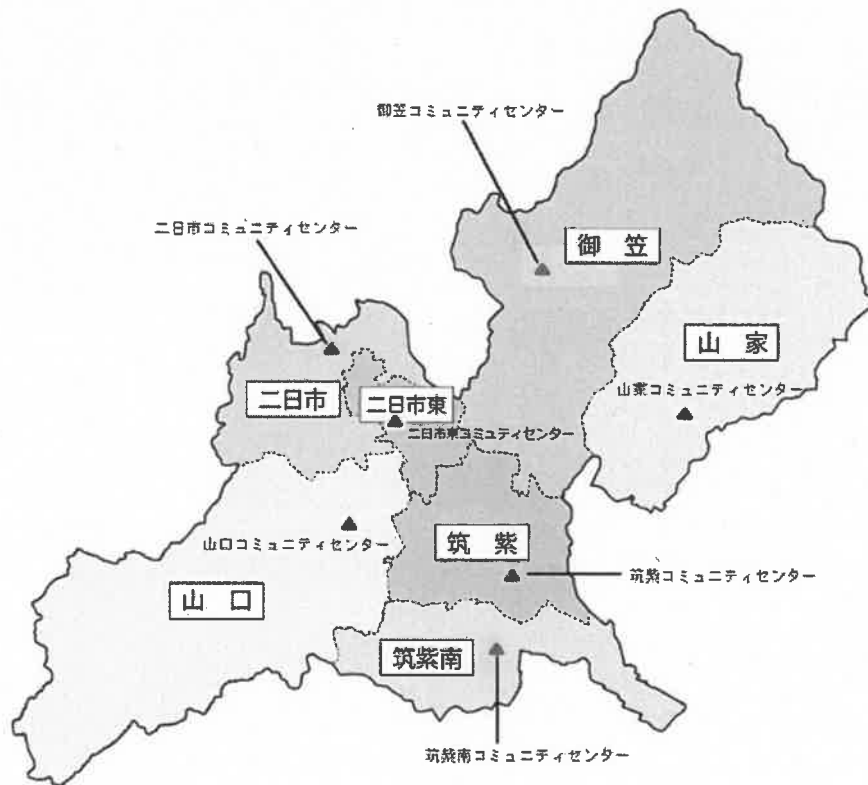 御笠コミュニティセンター
二日市コミュニティセンター
御 笠
山 家
山家コミュニティセンター
二日市
二日市東
二日市東コミュティセンター
山口コミュニティセンター
筑 紫
筑紫コミュニティセンター
山 口
筑紫南
筑紫南コミュニティセンター